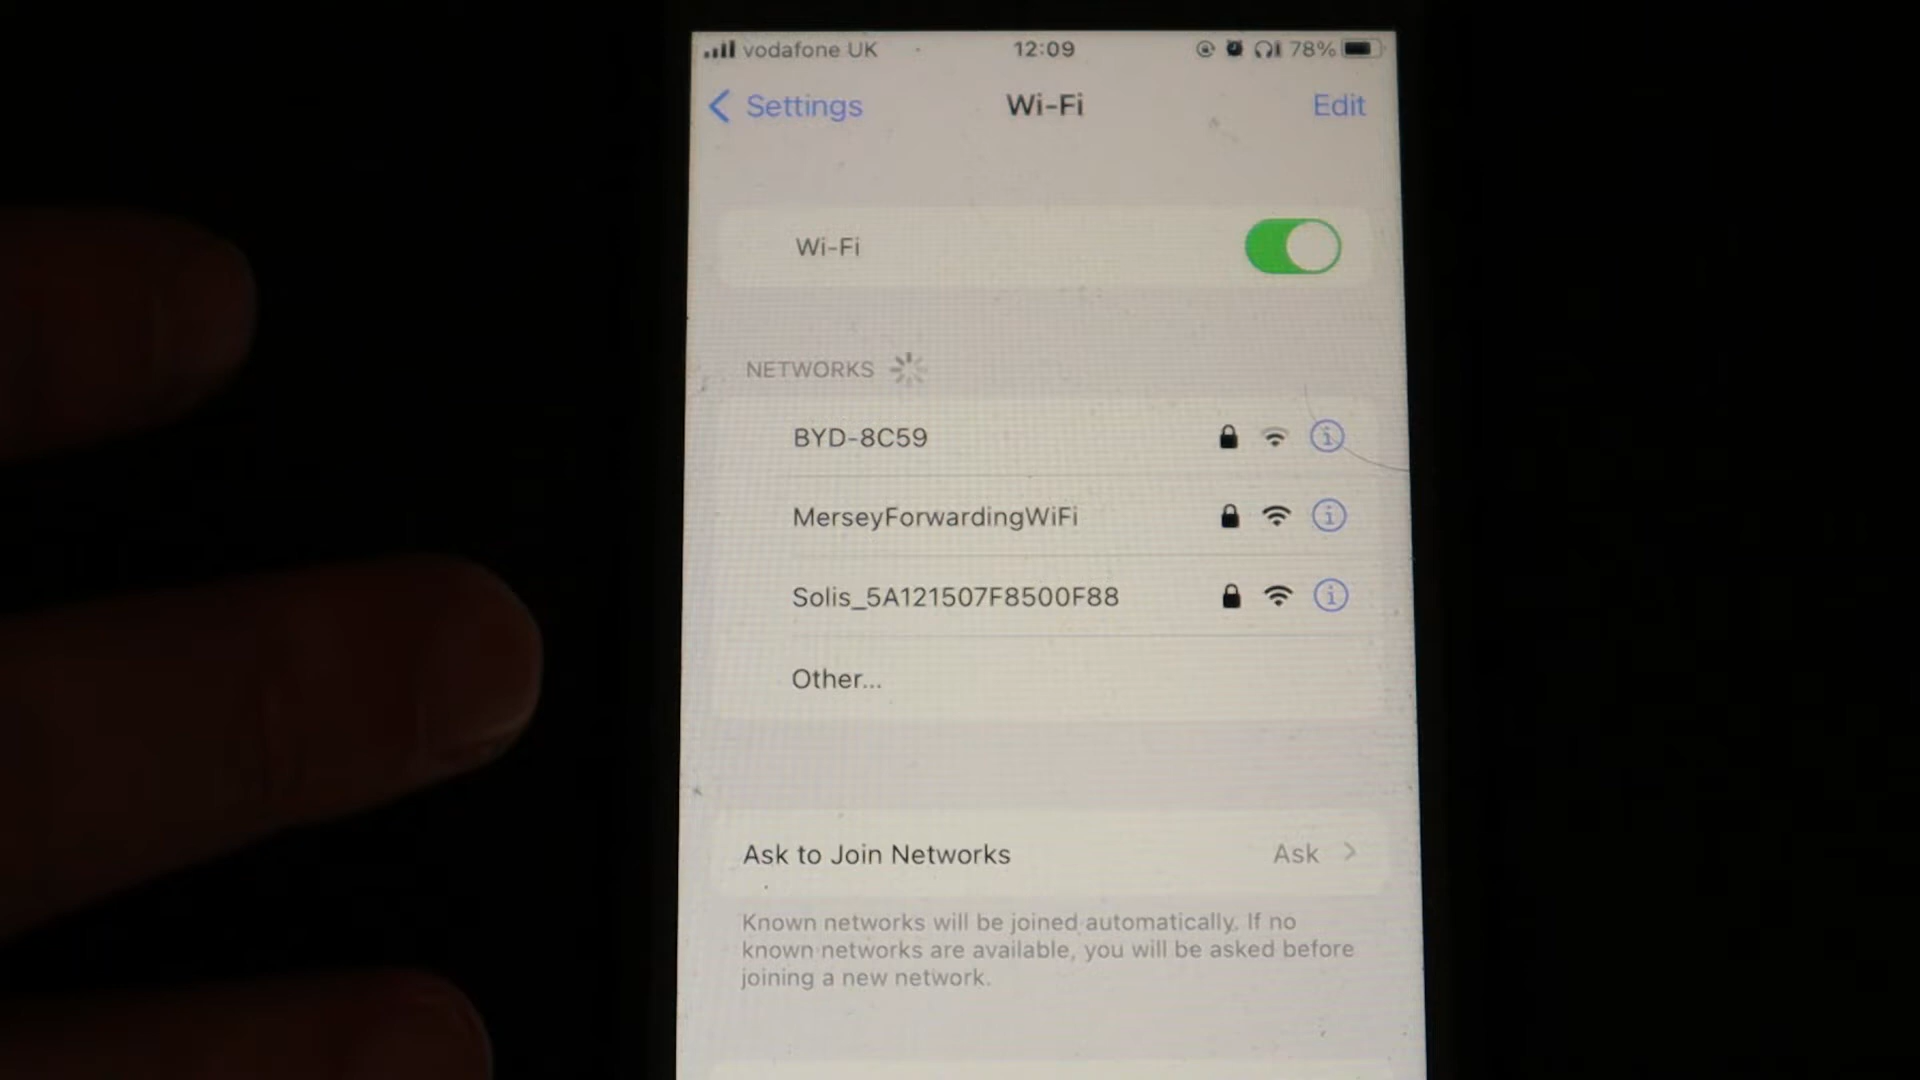 vodafone UK 12:09 78%
Settings Wi-Fi Edit
Wi-Fi
NETWORKS
BYD-8C59
MerseyForwardingWiFi
Solis_5A121507F8500F88
Other...
Ask to Join Networks Ask
Known networks will be joined automatically. If no
known networks are available, you will be asked before
joining a new network.